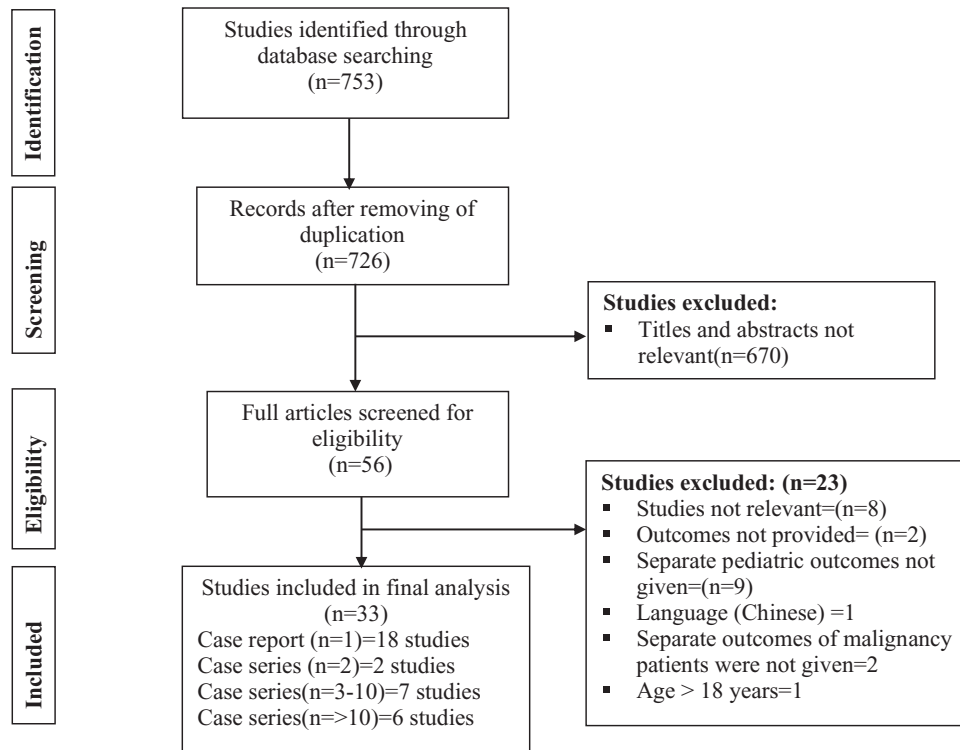 Identification
Studies identified through
database searching
(n=753)
Screening
Records after removing of
duplication
(n=726)
Studies excluded:
▪ Titles and abstracts not
relevant(n=670)
Eligibility
Full articles screened for
eligibility
(n=56)
Studies excluded: (n=23)
▪ Studies not relevant=(n=8)
▪ Outcomes not provided= (n=2)
▪ Separate pediatric outcomes not
given=(n=9)
▪ Language (Chinese) =1
▪ Separate outcomes of malignancy
patients were not given=2
▪ Age > 18 years=1
Included
Studies included in final analysis
(n=33)
Case report (n=1)=18 studies
Case series (n=2)=2 studies
Case series(n=3-10)=7 studies
Case series(n=>10)=6 studies